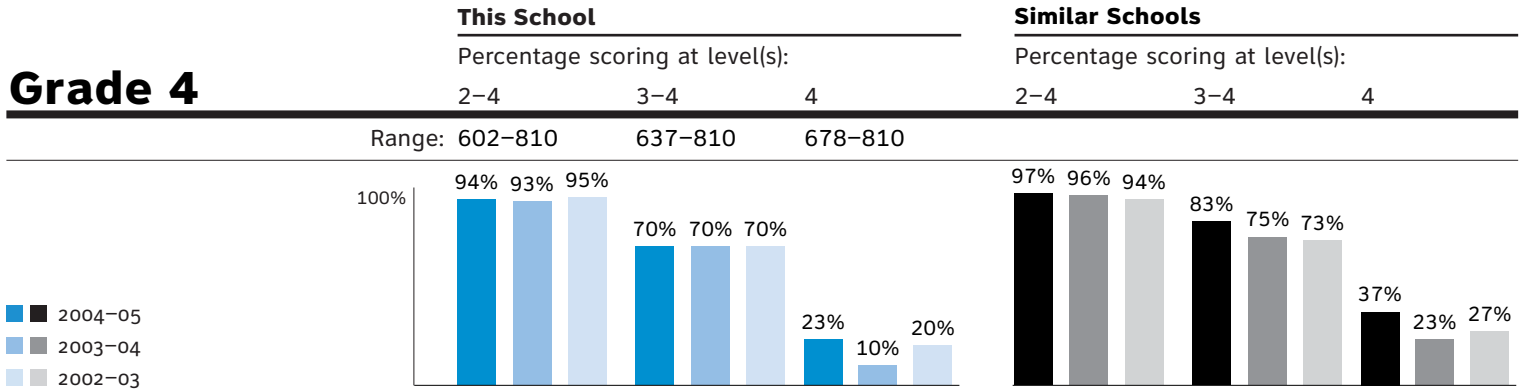 This School Similar Schools
Percentage scoring at level(s): Percentage scoring at level(s):
Grade 4 2–4 3–4 4 2–4 3–4 4
Range: 602–810 637–810 678–810
94% 93% 95% 70% 70% 70% 23% 10% 20% 97% 96% 94% 83% 75% 73% 37% 23% 27%
100%
2004–05
2003–04
2002–03